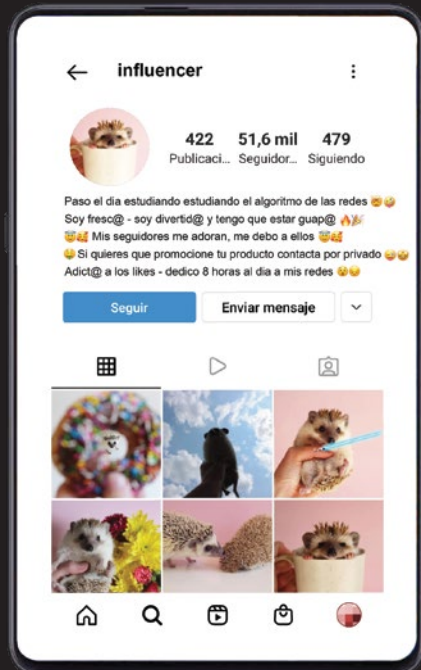 influencer
422 51,6 mil 479
Publicaci... Seguidor... Siguiendo
Paso el dia estudiando estudiando el algoritmo de las redes 🤯🤪
Soy fresc@ - soy divertid@ y tengo que estar guap@ 🔥🎉
😇🥰 Mis seguidores me adoran, me debo a ellos 😇🥰
🤑 Si quieres que promocione tu producto contacta por privado 🤪🤑
Adict@ a los likes - dedico 8 horas al dia a mis redes 😵😔
Seguir Enviar mensaje